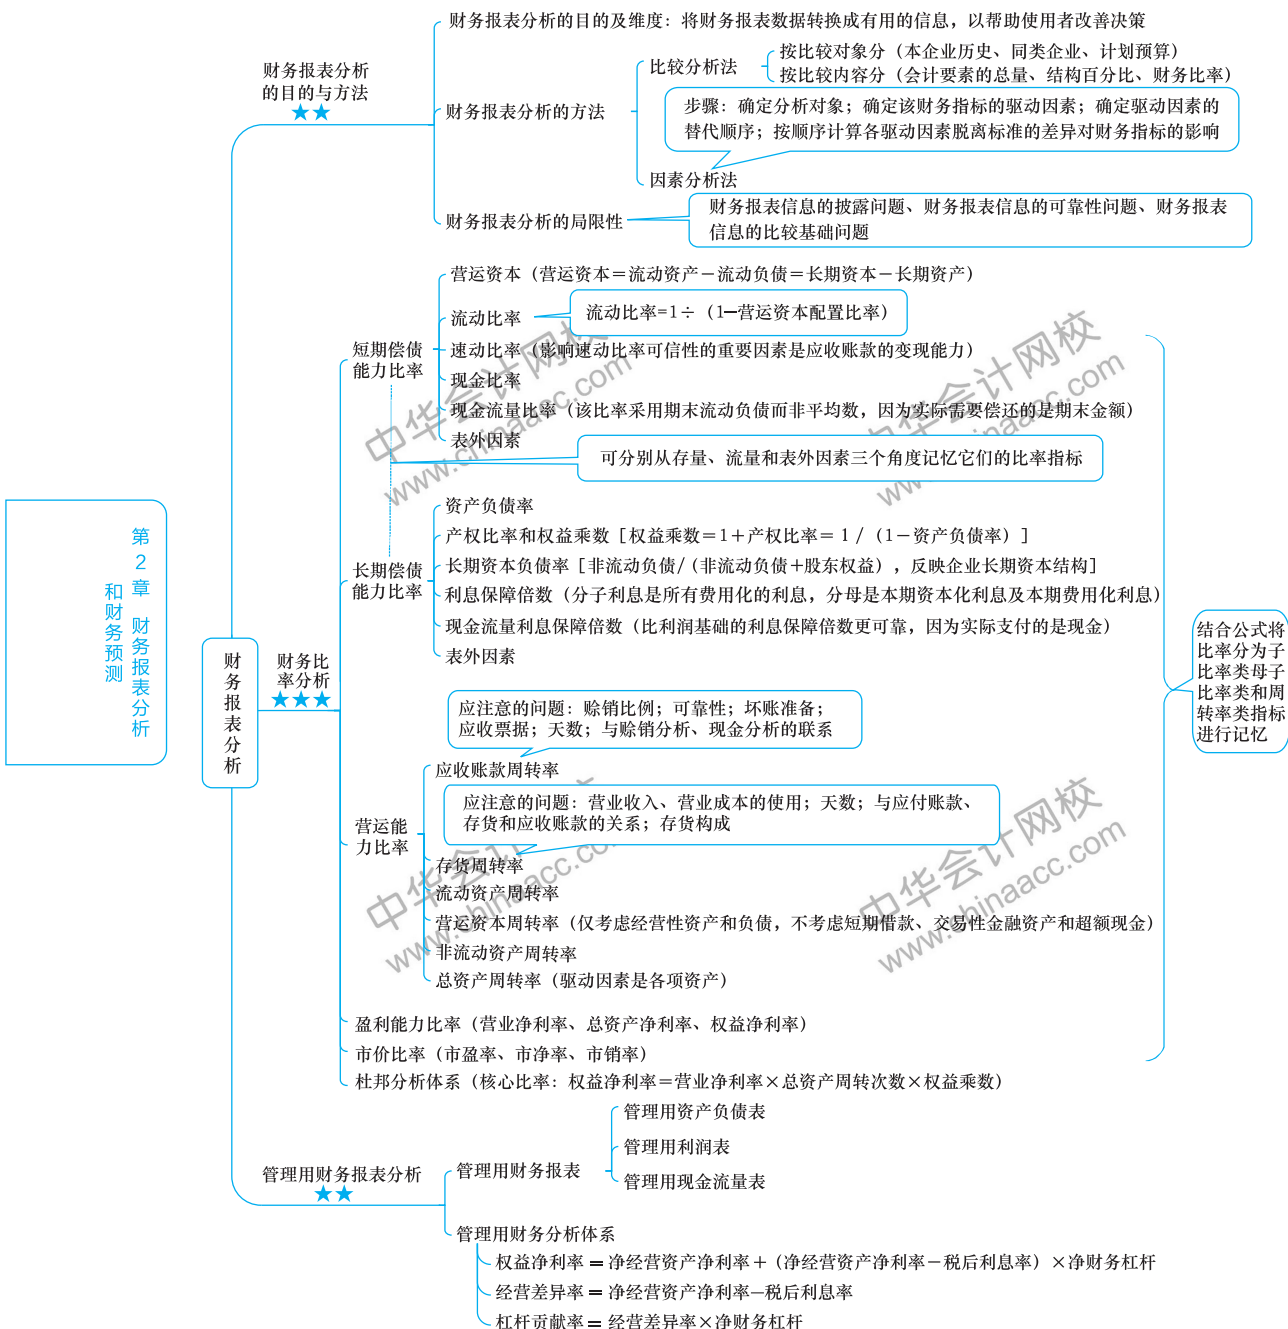 第2章 财务报表分析
和财务预测
财务报表分析
财务报表分析
的目的与方法
★★
财务报表分析的目的及维度：将财务报表数据转换成有用的信息，以帮助使用者改善决策
财务报表分析的方法
比较分析法
按比较对象分（本企业历史、同类企业、计划预算）
按比较内容分（会计要素的总量、结构百分比、财务比率）
步骤：确定分析对象；确定该财务指标的驱动因素；确定驱动因素的
替代顺序；按顺序计算各驱动因素脱离标准的差异对财务指标的影响
因素分析法
财务报表分析的局限性
财务报表信息的披露问题、财务报表信息的可靠性问题、财务报表
信息的比较基础问题
财务比
率分析
★★★
短期偿债
能力比率
营运资本（营运资本＝流动资产－流动负债＝长期资本－长期资产）
流动比率
流动比率=1÷（1—营运资本配置比率）
速动比率（影响速动比率可信性的重要因素是应收账款的变现能力）
现金比率
现金流量比率（该比率采用期末流动负债而非平均数，因为实际需要偿还的是期末金额）
表外因素
可分别从存量、流量和表外因素三个角度记忆它们的比率指标
长期偿债
能力比率
资产负债率
产权比率和权益乘数［权益乘数＝1＋产权比率＝ 1 /（1－资产负债率）］
长期资本负债率［非流动负债/（非流动负债＋股东权益），反映企业长期资本结构］
利息保障倍数（分子利息是所有费用化的利息，分母是本期资本化利息及本期费用化利息）
现金流量利息保障倍数（比利润基础的利息保障倍数更可靠，因为实际支付的是现金）
表外因素
营运能
力比率
应注意的问题：赊销比例；可靠性；坏账准备；
应收票据；天数；与赊销分析、现金分析的联系
应收账款周转率
应注意的问题：营业收入、营业成本的使用；天数；与应付账款、
存货和应收账款的关系；存货构成
存货周转率
流动资产周转率
营运资本周转率（仅考虑经营性资产和负债，不考虑短期借款、交易性金融资产和超额现金）
非流动资产周转率
总资产周转率（驱动因素是各项资产）
盈利能力比率（营业净利率、总资产净利率、权益净利率）
市价比率（市盈率、市净率、市销率）
杜邦分析体系（核心比率：权益净利率＝营业净利率×总资产周转次数×权益乘数）
结合公式将
比率分为子
比率类母子
比率类和周
转率类指标
进行记忆
管理用财务报表分析
★★
管理用财务报表
管理用资产负债表
管理用利润表
管理用现金流量表
管理用财务分析体系
权益净利率＝净经营资产净利率＋（净经营资产净利率－税后利息率）×净财务杠杆
经营差异率＝净经营资产净利率—税后利息率
杠杆贡献率＝经营差异率×净财务杠杆
中华会计网校
www.chinaacc.com
中华会计网校
www.chinaacc.com
中华会计网校
www.chinaacc.com
中华会计网校
www.chinaacc.com